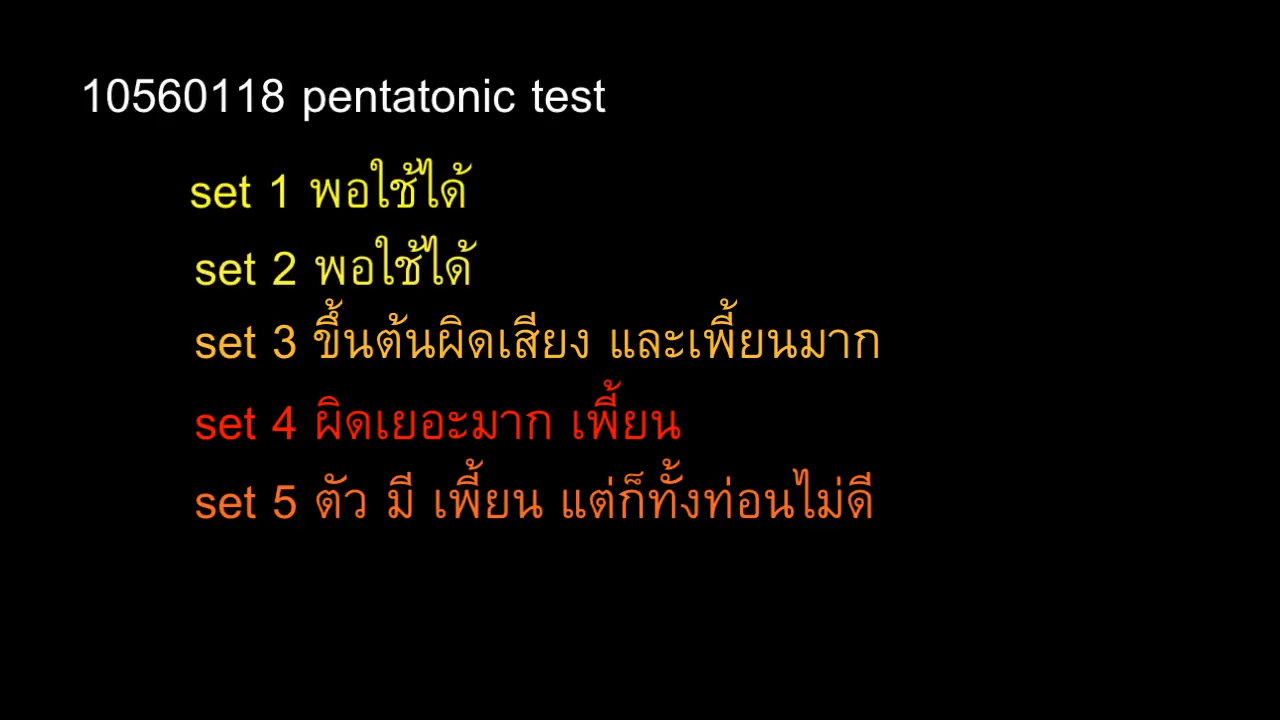 10560118 pentatonic test
set 1 พอใช้ได้
set 2 พอใช้ได้
set 3 ขึ้นต้นผิดเสียง และเพี้ยนมาก
set 4 ผิดเยอะมาก เพี้ยน
set 5 ตัว มี เพี้ยน แต่ก็ทั้งท่อนไม่ดี